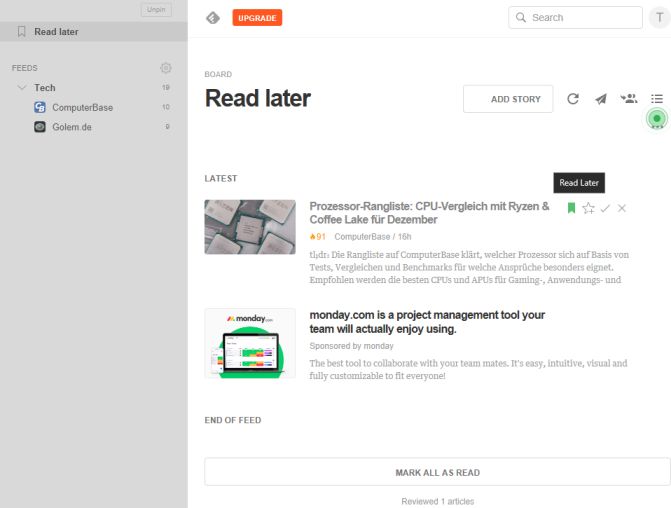 Unpin
Read later
FEEDS
Tech 19
ComputerBase 10
Golem.de 9
UPGRADE
Search
T
BOARD
Read later
ADD STORY
LATEST
Read Later
Prozessor-Rangliste: CPU-Vergleich mit Ryzen &
Coffee Lake für Dezember
91 ComputerBase / 16h
tl;dr: Die Rangliste auf ComputerBase klärt, welcher Prozessor sich auf Basis von
Tests, Vergleichen und Benchmarks für welche Ansprüche besonders eignet.
Empfohlen werden die besten CPUs und APUs für Gaming-, Anwendungs- und
monday.com
monday.com is a project management tool your
team will actually enjoy using.
Sponsored by monday
The best tool to collaborate with your team mates. It's easy, intuitive, visual and
fully customizable to fit everyone!
END OF FEED
MARK ALL AS READ
Reviewed 1 articles